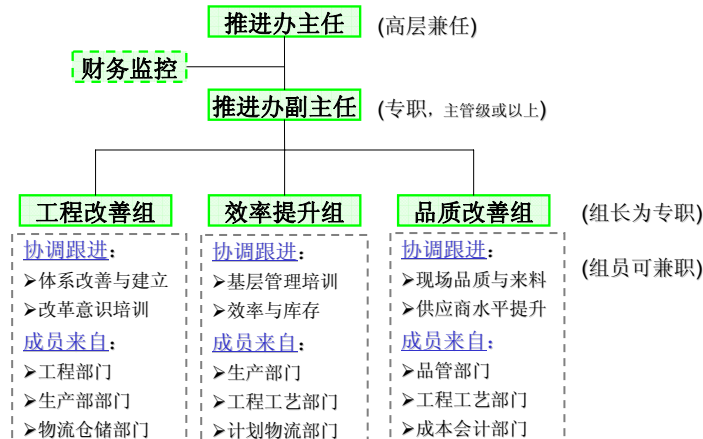 推进办主任 (高层兼任)
财务监控
推进办副主任 (专职，主管级或以上)
工程改善组 效率提升组 品质改善组 (组长为专职)
(组员可兼职)
协调跟进：
➢体系改善与建立
➢改革意识培训
成员来自：
➢工程部门
➢生产部部门
➢物流仓储部门
协调跟进：
➢基层管理培训
➢效率与库存
成员来自：
➢生产部门
➢工程工艺部门
➢计划物流部门
协调跟进：
➢现场品质与来料
➢供应商水平提升
成员来自：
➢品管部门
➢工程工艺部门
➢成本会计部门